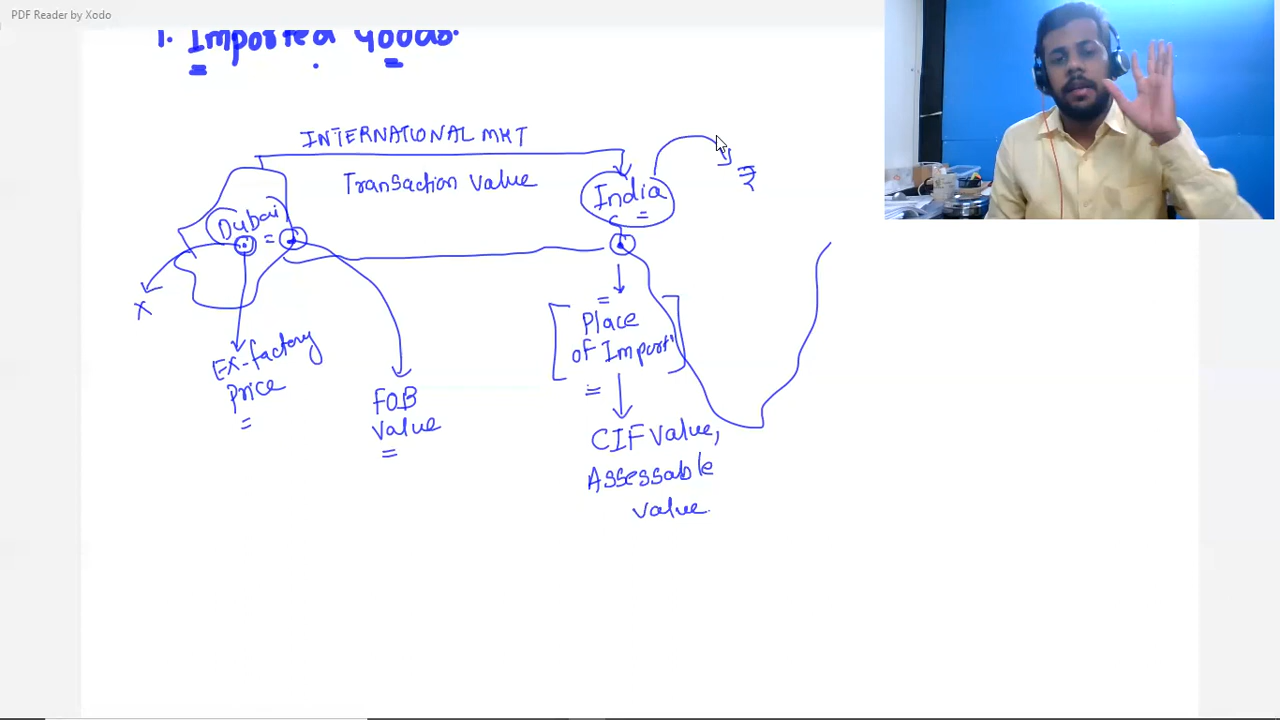 PDF Reader by Xodo
1. Imported Goods.
INTERNATIONAL MKT
Transaction Value
India
₹
Dubai
X
Place
of Import
Ex-factory
Price
FOB
Value
CIF Value,
Assessable
Value.